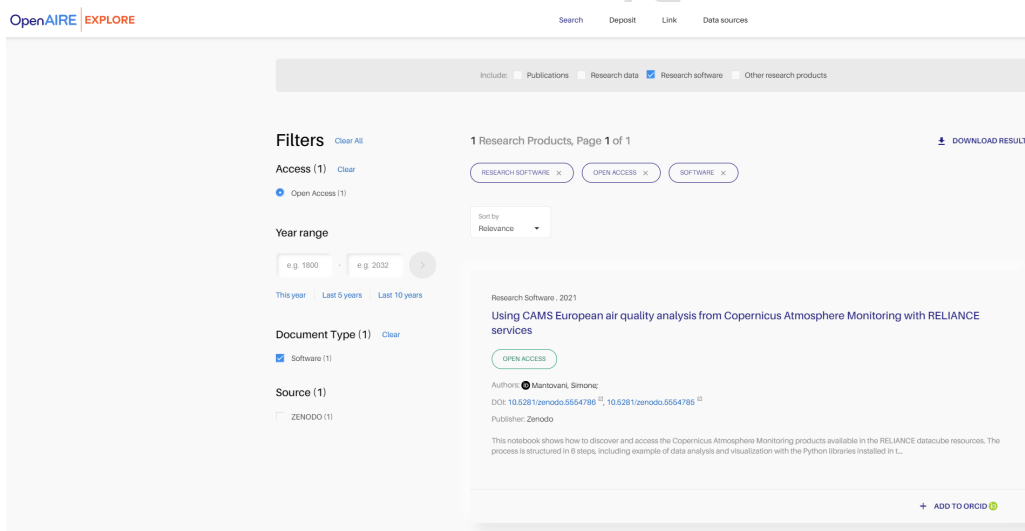 OpenAIRE EXPLORE
Search Deposit Link Data sources
Include: Publications Research data Research software Other research products
Filters Clear All
Access (1) Clear
Open Access (1)
Year range
e.g. 1800 - e.g. 2032
This year Last 5 years Last 10 years
Document Type (1) Clear
Software (1)
Source (1)
ZENODO (1)
1 Research Products, Page 1 of 1
DOWNLOAD RESULT
RESEARCH SOFTWARE × OPEN ACCESS × SOFTWARE ×
Sort by
Relevance
Research Software . 2021
Using CAMS European air quality analysis from Copernicus Atmosphere Monitoring with RELIANCE
services
OPEN ACCESS
Authors: iD Mantovani, Simone;
DOI: 10.5281/zenodo.5554786 , 10.5281/zenodo.5554785
Publisher: Zenodo
This notebook shows how to discover and access the Copernicus Atmosphere Monitoring products available in the RELIANCE datacube resources. The
process is structured in 6 steps, including example of data analysis and visualization with the Python libraries installed in t...
+ ADD TO ORCID iD